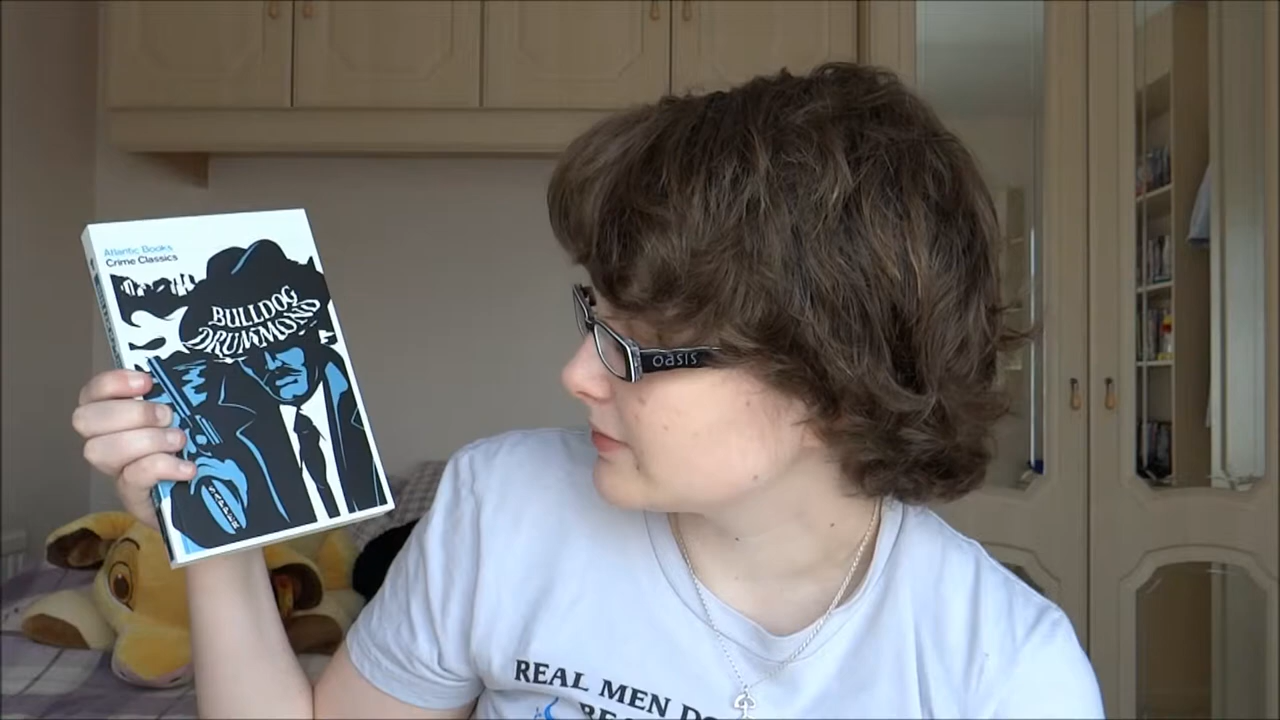 Atlantic Books
Crime Classics
BULLDOG
DRUMMOND
oasis
REAL MEN DO